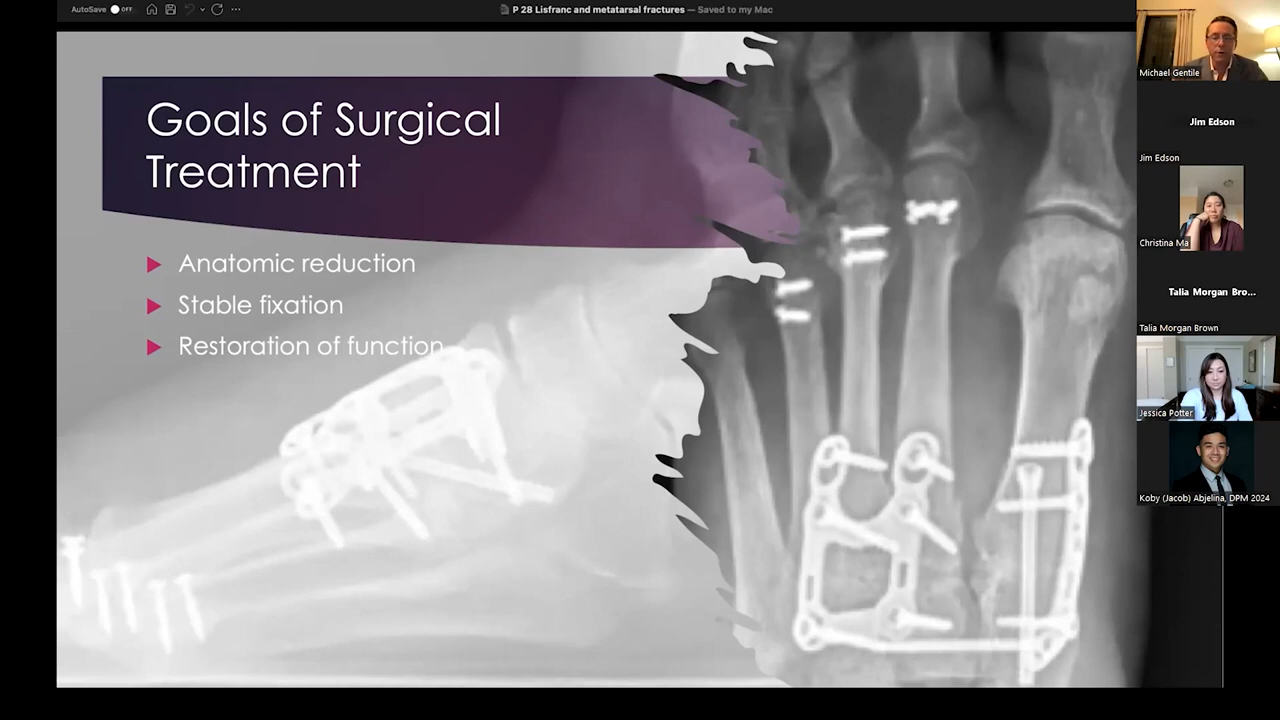 AutoSave OFF
P 28 Lisfranc and metatarsal fractures — Saved to my Mac
Goals of Surgical
Treatment
Anatomic reduction
Stable fixation
Restoration of function
Michael Gentile
Jim Edson
Jim Edson
Christina Ma
Talia Morgan Bro...
Talia Morgan Brown
Jessica Potter
Koby (Jacob) Abjelina, DPM 2024